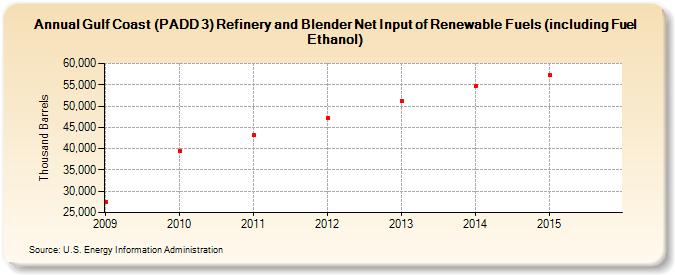 Annual Gulf Coast (PADD 3) Refinery and Blender Net Input of Renewable Fuels (including Fuel
Ethanol)
Thousand Barrels
60,000
55,000
50,000
45,000
40,000
35,000
30,000
25,000
2009 2010 2011 2012 2013 2014 2015
Source: U.S. Energy Information Administration